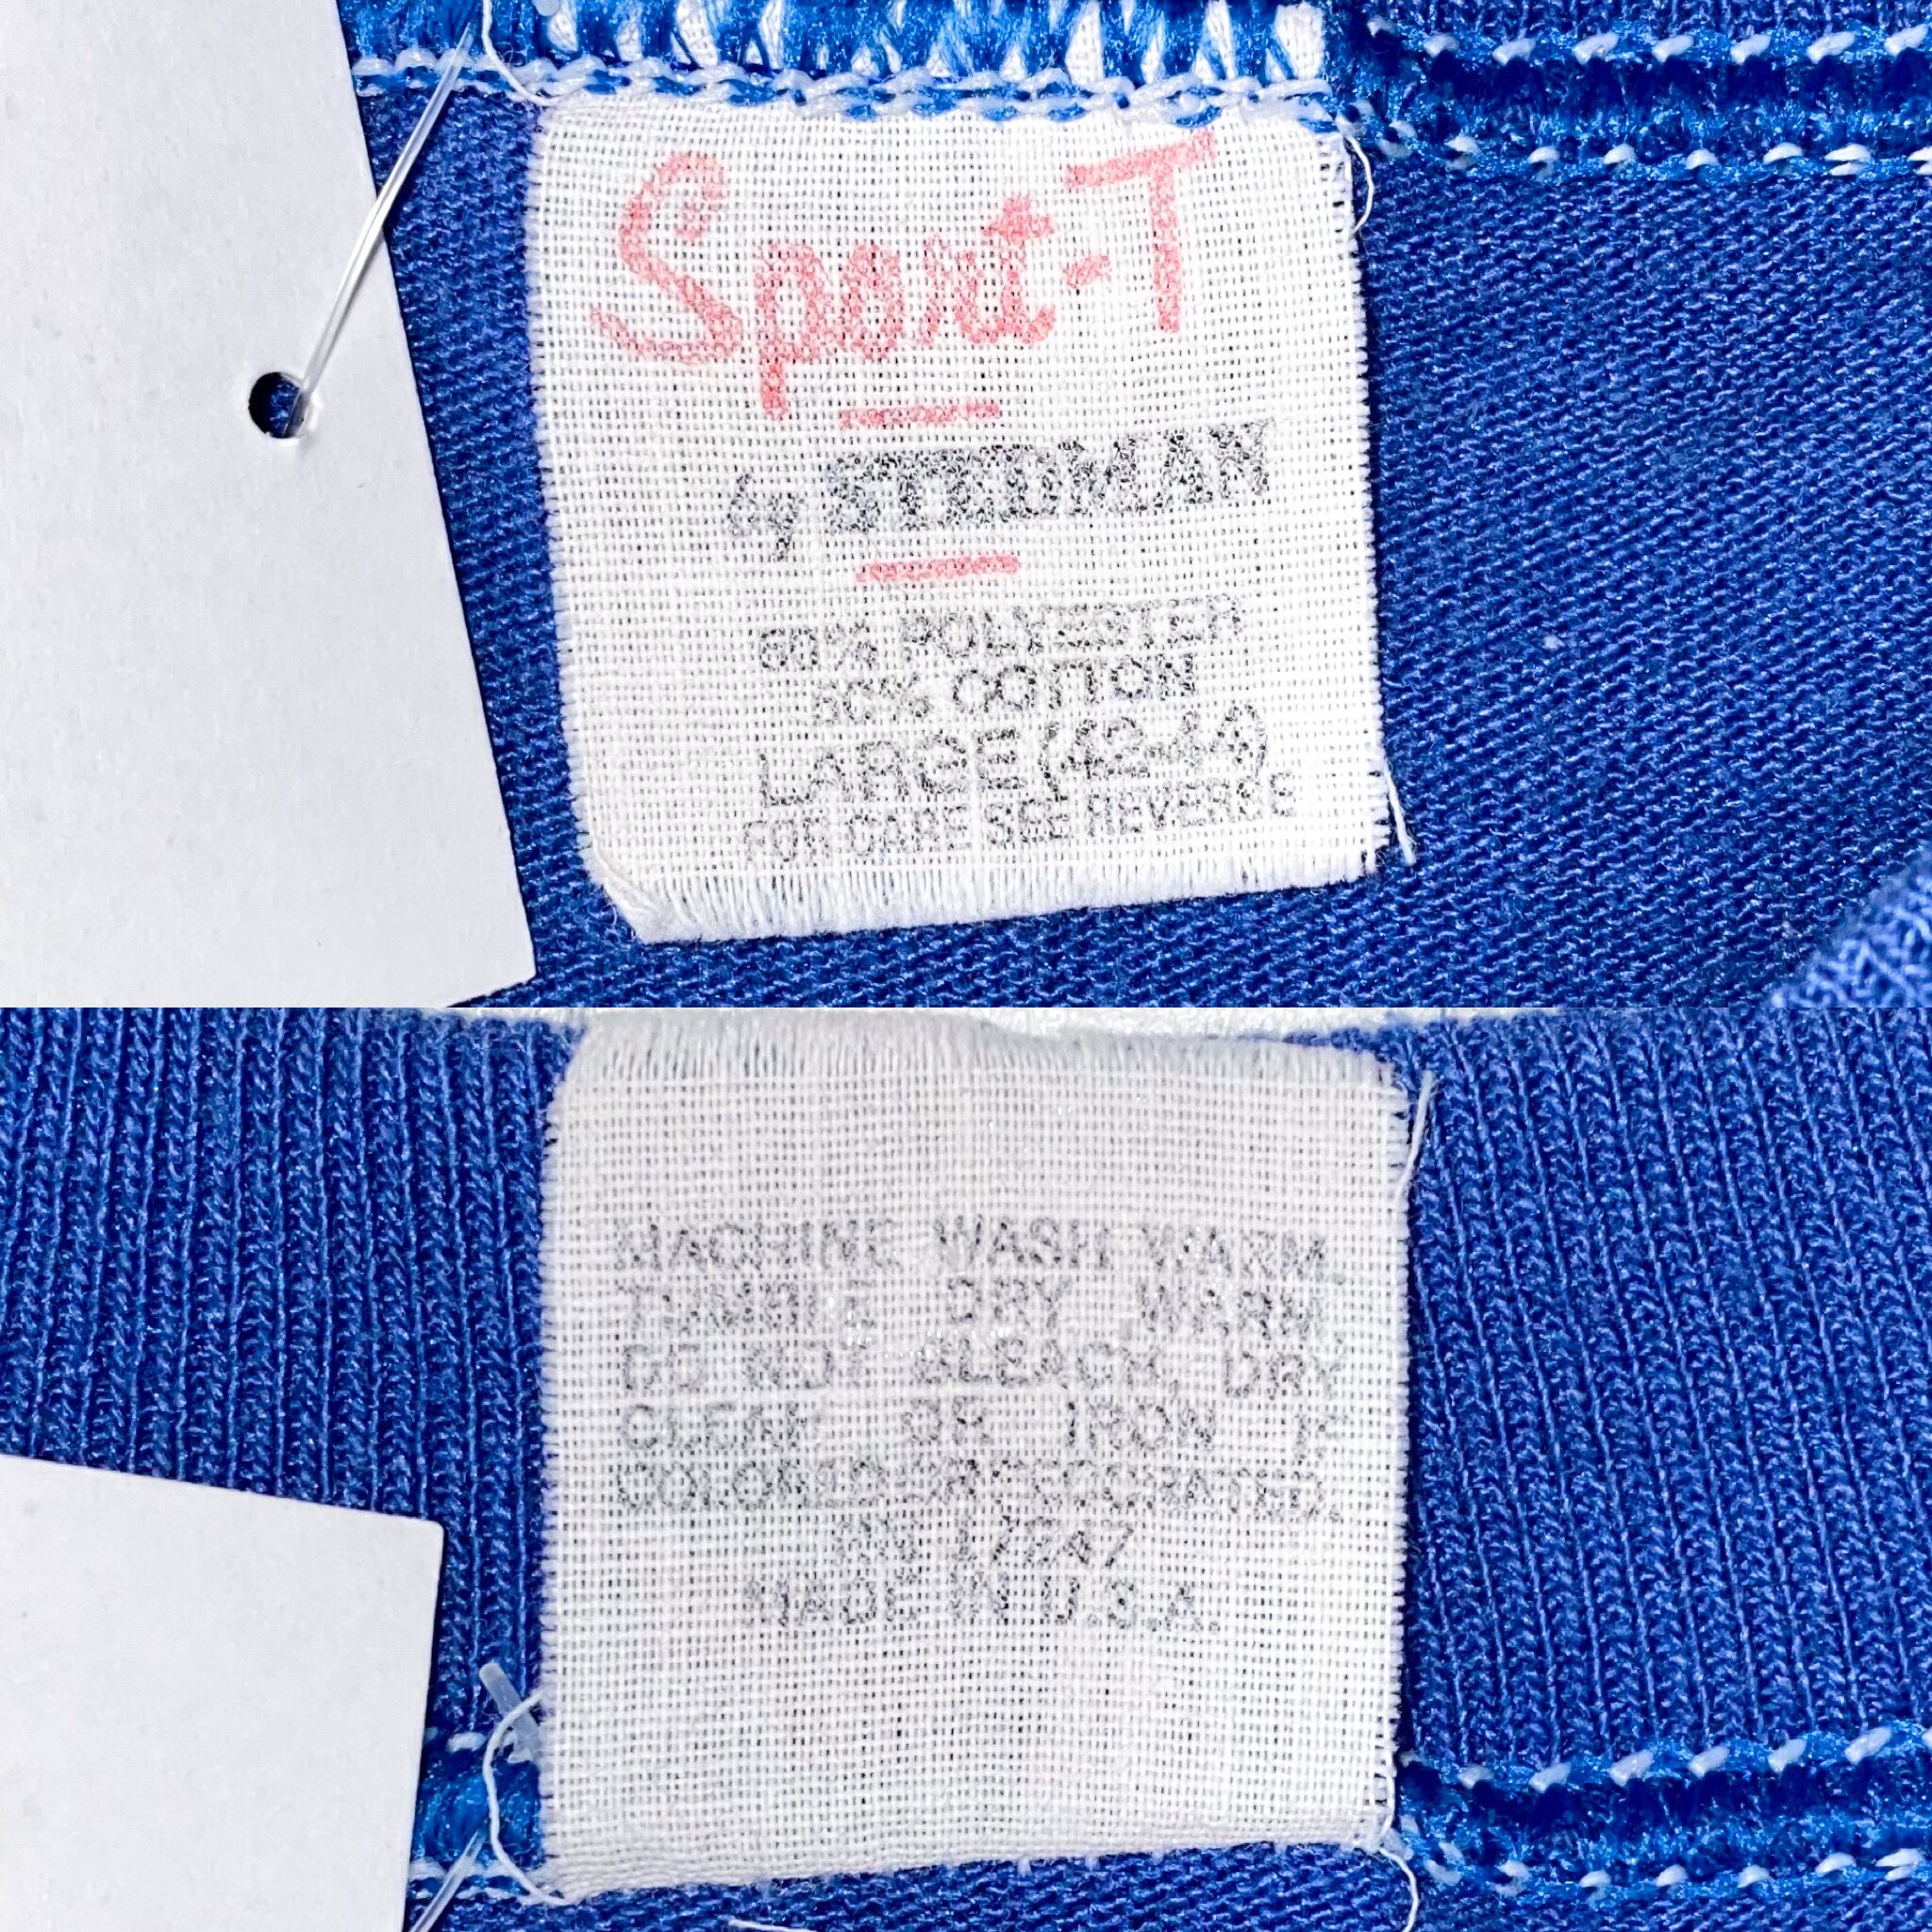 Sport-T
by STEDMAN
50% POLYESTER
50% COTTON
LARGE (42-44)
FOR CARE SEE REVERSE
MACHINE WASH WARM,
TUMBLE DRY WARM,
DO NOT BLEACH, DRY
CLEAN OR IRON IF
COLORED OR DECORATED.
MADE IN U.S.A.